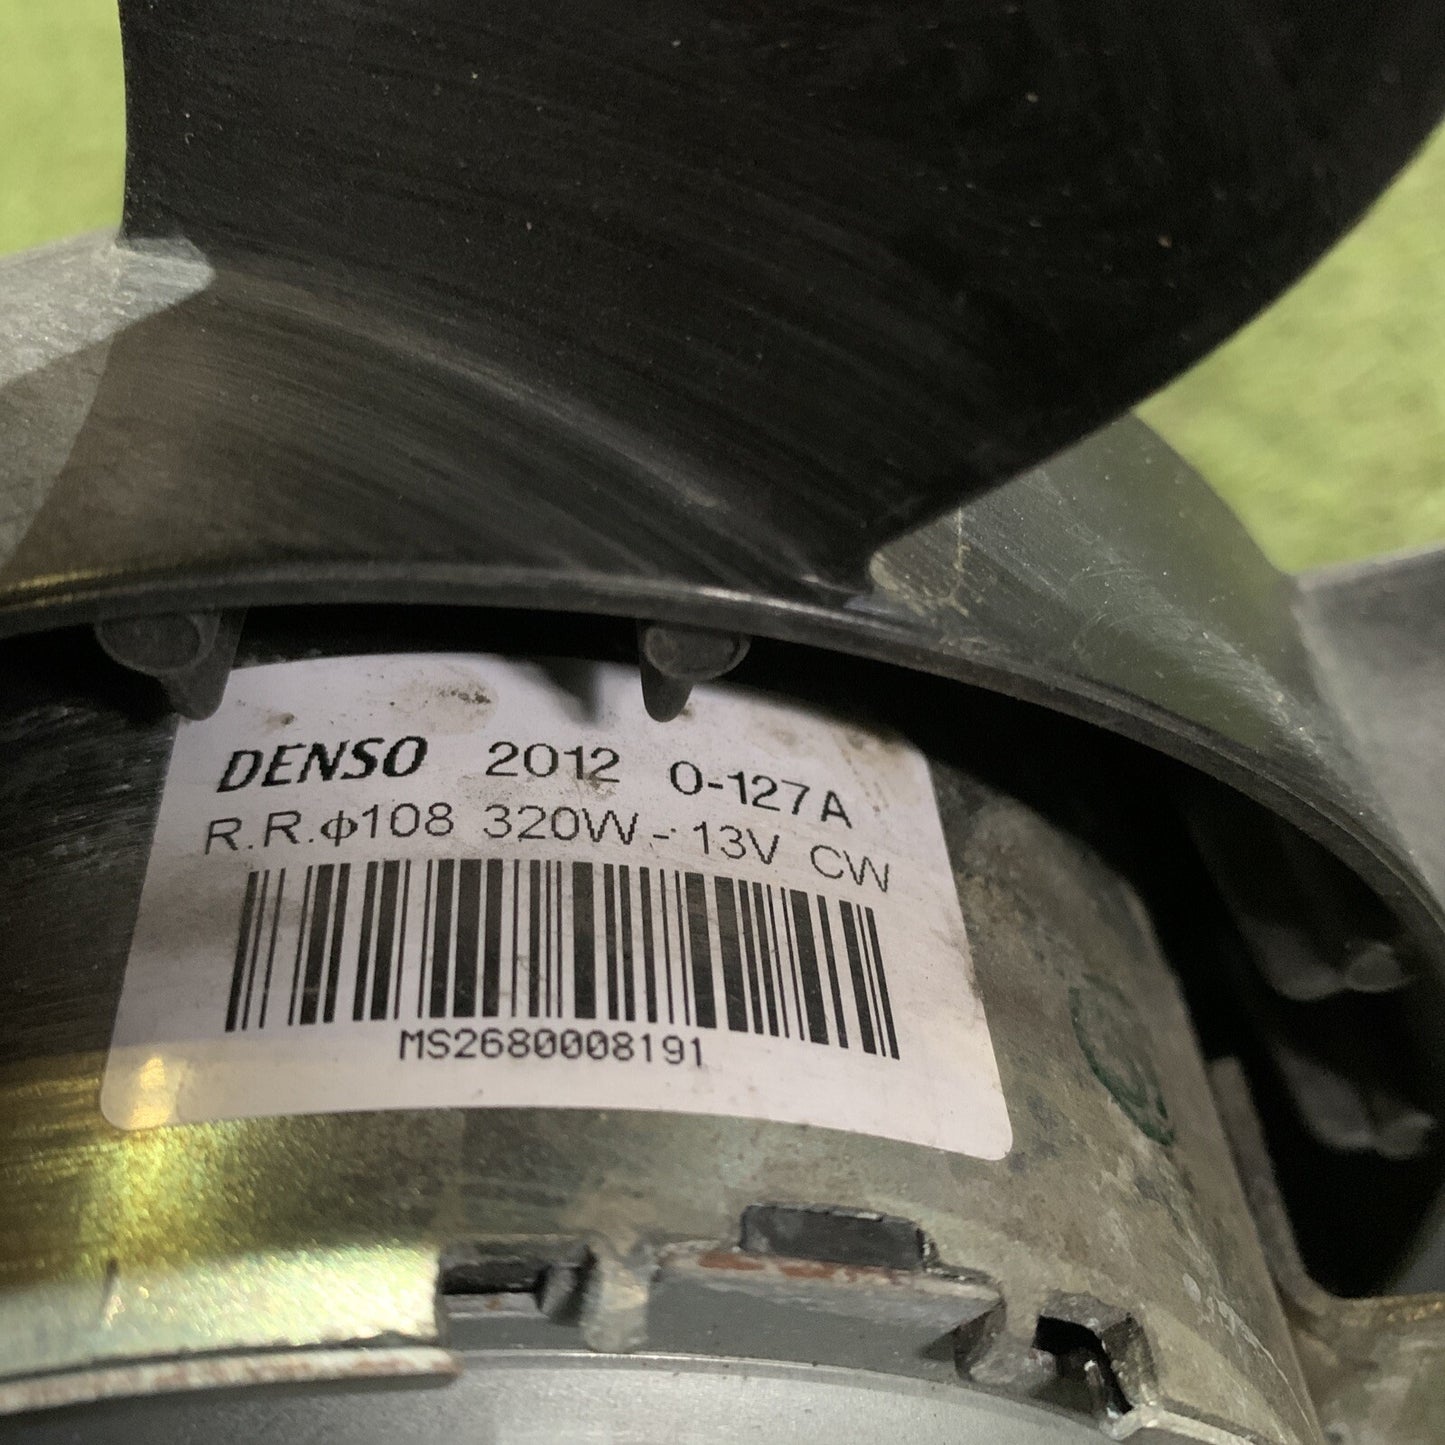 DENSO 2012 0-127A
R.R.ϕ108 320W-13V CW
MS2680008191